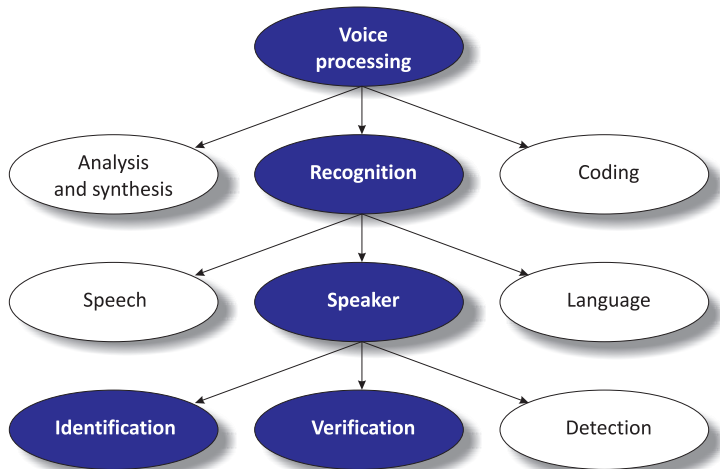 Voice
processing
Analysis
and synthesis
Recognition
Coding
Speech
Speaker
Language
Identification
Verification
Detection